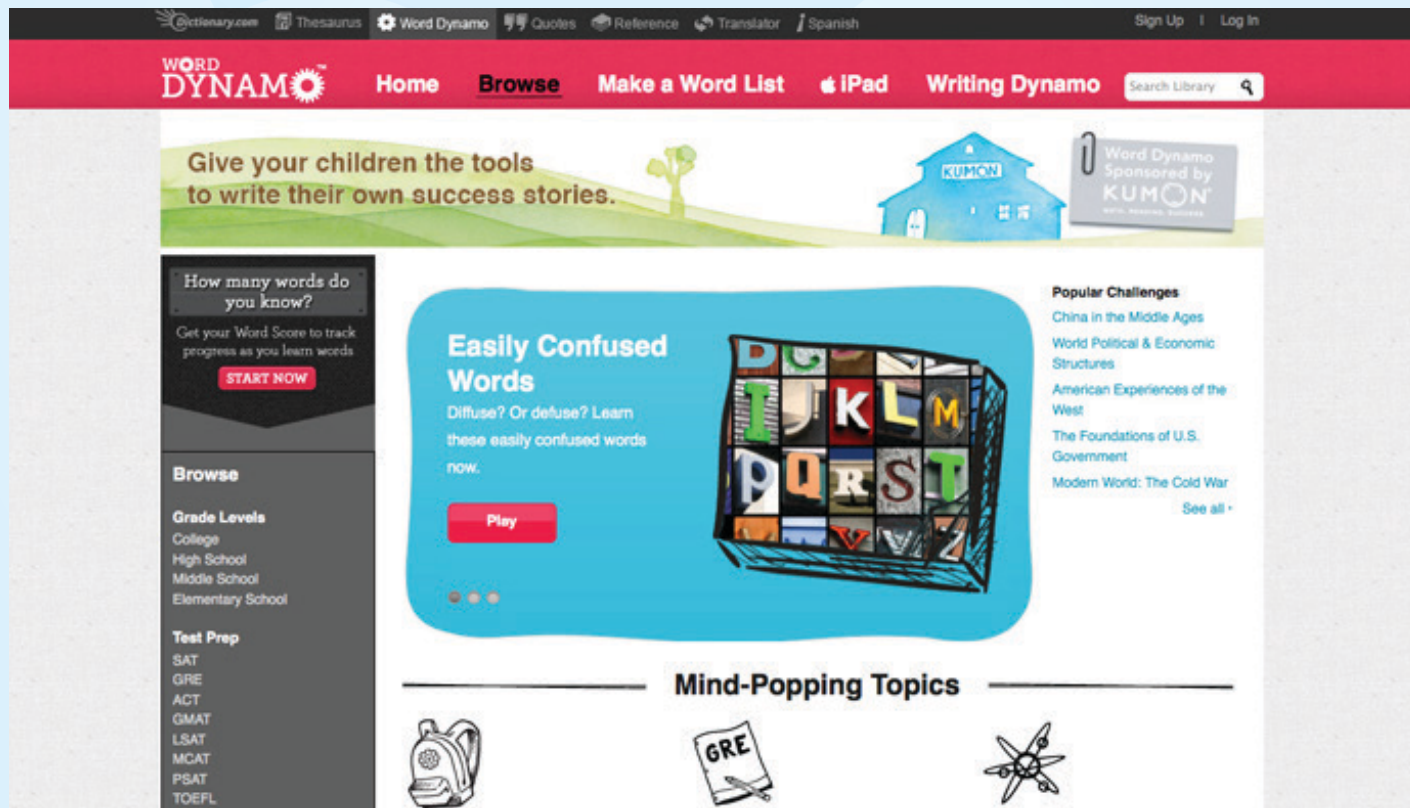 Dictionary.com Thesaurus Word Dynamo Quotes Reference Translator Spanish Sign Up | Log In
WORD DYNAMO™ Home Browse Make a Word List iPad Writing Dynamo Search Library
Give your children the tools
to write their own success stories.
KUMON
Word Dynamo
Sponsored by
KUMON
MATH. READING. SUCCESS.
How many words do
you know?
Get your Word Score to track
progress as you learn words
START NOW
Browse
Grade Levels
College
High School
Middle School
Elementary School
Test Prep
SAT
GRE
ACT
GMAT
LSAT
MCAT
PSAT
TOEFL
Easily Confused
Words
Diffuse? Or defuse? Learn
these easily confused words
now.
Play
I J K L M
P Q R S T
Popular Challenges
China in the Middle Ages
World Political & Economic
Structures
American Experiences of the
West
The Foundations of U.S.
Government
Modern World: The Cold War
See all
Mind-Popping Topics
GRE